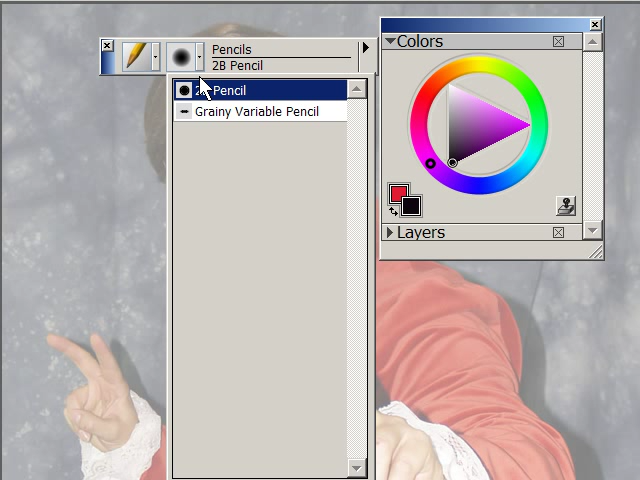 Pencils
2B Pencil
Pencil
Grainy Variable Pencil
Colors
Layers